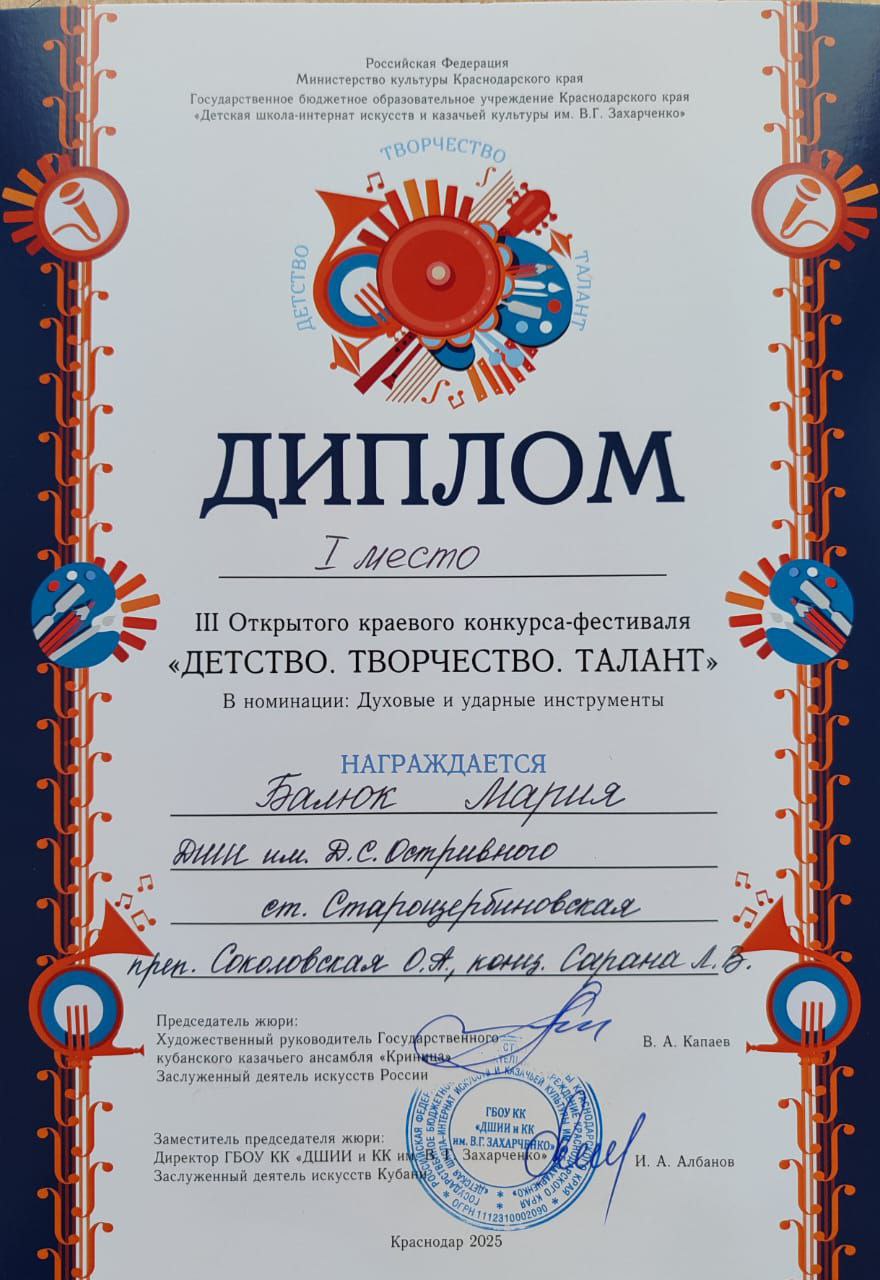 Российская Федерация
Министерство культуры Краснодарского края
Государственное бюджетное образовательное учреждение Краснодарского края
«Детская школа-интернат искусств и казачьей культуры им. В.Г. Захарченко»
ДЕТСТВО
ТВОРЧЕСТВО
ТАЛАНТ
ДИПЛОМ
I место
III Открытого краевого конкурса-фестиваля
«ДЕТСТВО. ТВОРЧЕСТВО. ТАЛАНТ»
В номинации: Духовые и ударные инструменты
НАГРАЖДАЕТСЯ
Балюк Мария
ДШИ им. Д.С. Остривного
ст. Старощербиновская
преп. Соколовская О.А., конц. Сарана Л.В.
Председатель жюри:
Художественный руководитель Государственного
кубанского казачьего ансамбля «Криница»
Заслуженный деятель искусств России
В. А. Капаев
Заместитель председателя жюри:
Директор ГБОУ КК «ДШИИ и КК им. В. Г. Захарченко»
Заслуженный деятель искусств Кубани
И. А. Албанов
ГБОУ КК
«ДШИИ и КК
им. В.Г. ЗАХАРЧЕНКО»
ОГРН 1112310002090
Краснодар 2025